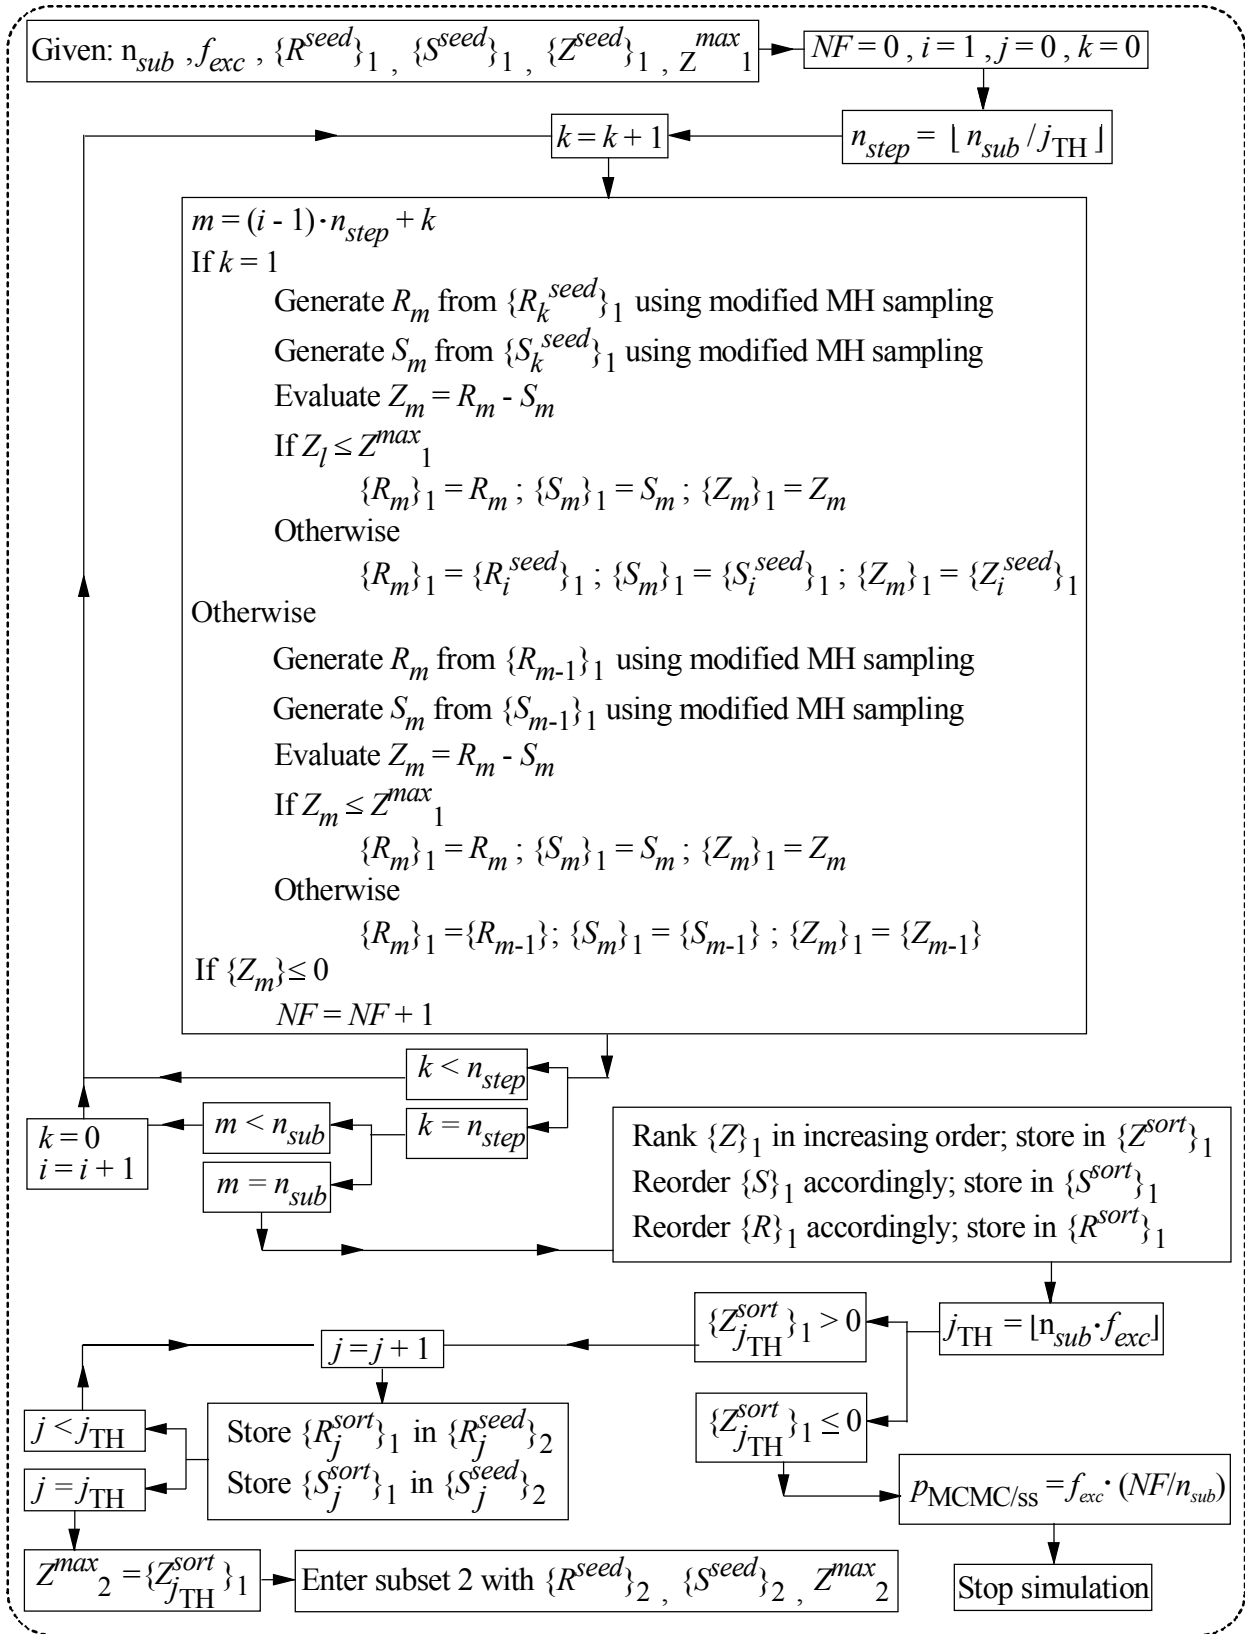 Given: n_sub , f_exc , {R^seed}_1 , {S^seed}_1 , {Z^seed}_1 , Z^max_1
NF = 0 , i = 1 , j = 0 , k = 0
n_step = ⌊ n_sub / j_TH ⌋
k = k + 1
m = (i - 1) · n_step + k
If k = 1
Generate R_m from {R_k^seed}_1 using modified MH sampling
Generate S_m from {S_k^seed}_1 using modified MH sampling
Evaluate Z_m = R_m - S_m
If Z_l ≤ Z^max_1
{R_m}_1 = R_m ; {S_m}_1 = S_m ; {Z_m}_1 = Z_m
Otherwise
{R_m}_1 = {R_i^seed}_1 ; {S_m}_1 = {S_i^seed}_1 ; {Z_m}_1 = {Z_i^seed}_1
Otherwise
Generate R_m from {R_m-1}_1 using modified MH sampling
Generate S_m from {S_m-1}_1 using modified MH sampling
Evaluate Z_m = R_m - S_m
If Z_m ≤ Z^max_1
{R_m}_1 = R_m ; {S_m}_1 = S_m ; {Z_m}_1 = Z_m
Otherwise
{R_m}_1 ={R_m-1}; {S_m}_1 = {S_m-1} ; {Z_m}_1 = {Z_m-1}
If {Z_m} ≤ 0
NF = NF + 1
k < n_step
k = n_step
m < n_sub
m = n_sub
k = 0
i = i + 1
Rank {Z}_1 in increasing order; store in {Z^sort}_1
Reorder {S}_1 accordingly; store in {S^sort}_1
Reorder {R}_1 accordingly; store in {R^sort}_1
j_TH = ⌊n_sub · f_exc⌋
{Z^sort_j_TH}_1 > 0
{Z^sort_j_TH}_1 ≤ 0
j = j + 1
Store {R_j^sort}_1 in {R_j^seed}_2
Store {S_j^sort}_1 in {S_j^seed}_2
j < j_TH
j = j_TH
p_MCMC/ss = f_exc · (NF/n_sub)
Z^max_2 = {Z^sort_j_TH}_1
Enter subset 2 with {R^seed}_2 , {S^seed}_2 , Z^max_2
Stop simulation